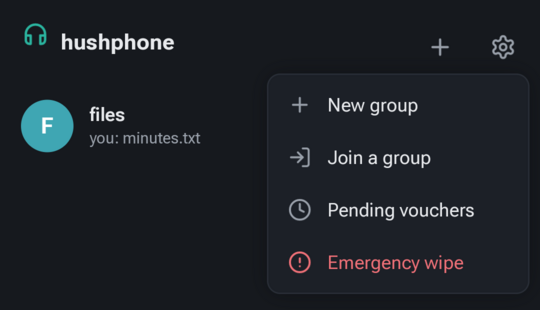 hushphone
F
files
you: minutes.txt
New group
Join a group
Pending vouchers
Emergency wipe